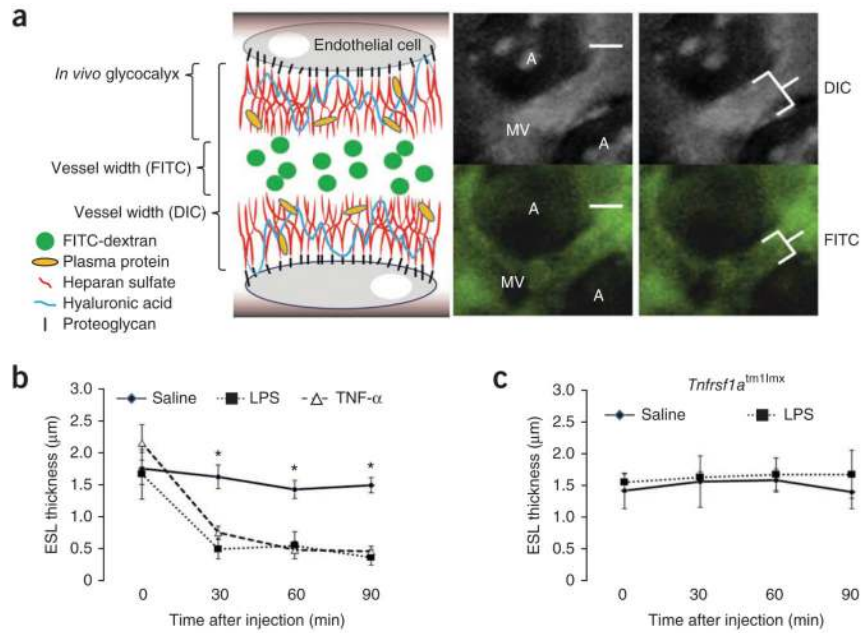 a
Endothelial cell
In vivo glycocalyx
Vessel width (FITC)
Vessel width (DIC)
FITC-dextran
Plasma protein
Heparan sulfate
Hyaluronic acid
Proteoglycan
A
MV
A
DIC
A
MV
A
FITC
b
Saline
LPS
TNF-α
ESL thickness (μm)
3.0
2.5
2.0
1.5
1.0
0.5
0
* * *
0 30 60 90
Time after injection (min)
c
Tnfrsf1a^tm1Imx
Saline
LPS
ESL thickness (μm)
3.0
2.5
2.0
1.5
1.0
0.5
0
0 30 60 90
Time after injection (min)